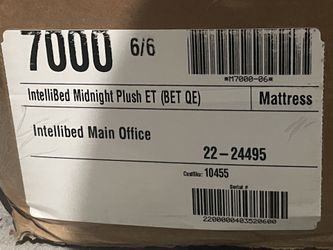 7000 6/6
*M7000-06*
IntelliBed Midnight Plush ET (BET QE) Mattress
Intellibed Main Office
22-24495
CustSku: 10455
Serial #
2200000403520600